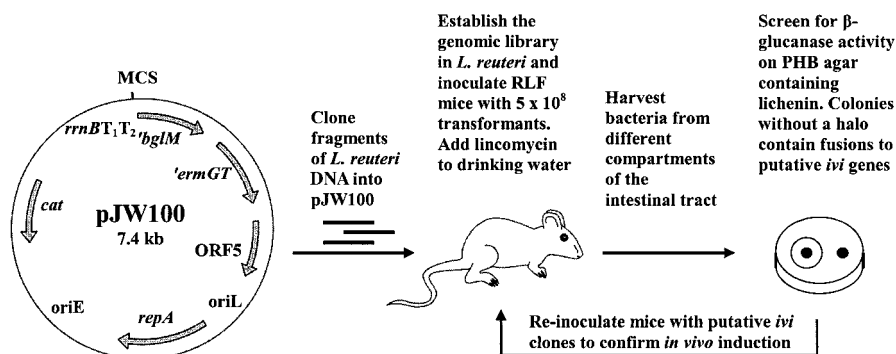 MCS
rrnBT1T2 'bglM
'ermGT
cat
pJW100
7.4 kb
ORF5
oriE
oriL
repA
Clone
fragments
of L. reuteri
DNA into
pJW100
Establish the
genomic library
in L. reuteri and
inoculate RLF
mice with 5 x 10⁸
transformants.
Add lincomycin
to drinking water
Harvest
bacteria from
different
compartments
of the
intestinal tract
Screen for β-
glucanase activity
on PHB agar
containing
lichenin. Colonies
without a halo
contain fusions to
putative ivi genes
Re-inoculate mice with putative ivi
clones to confirm in vivo induction